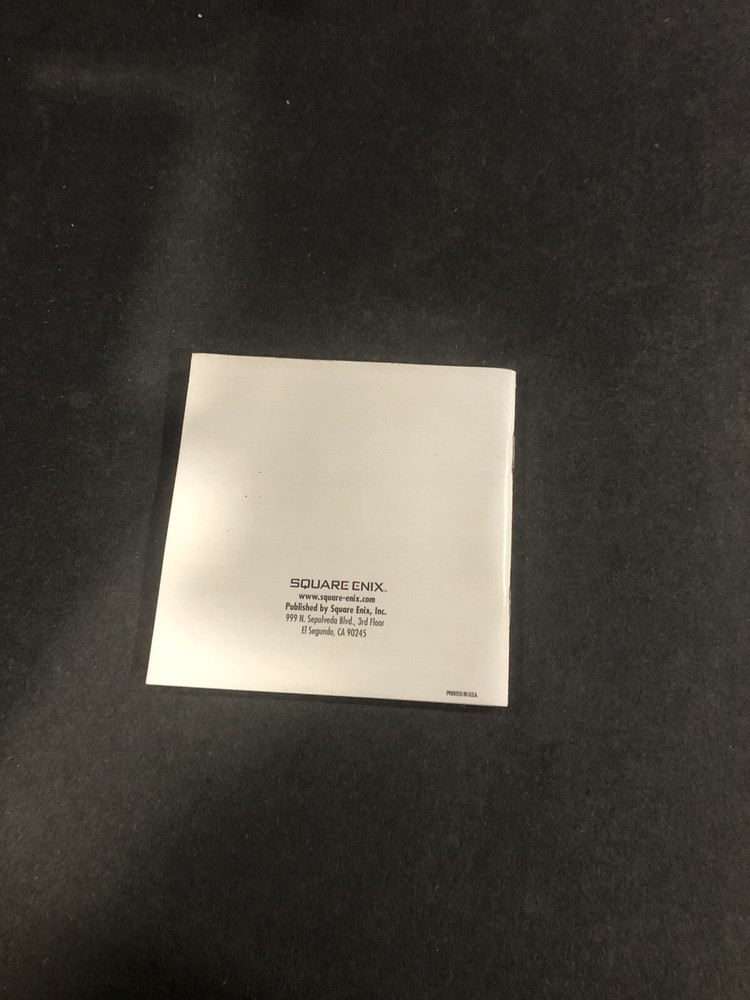 SQUARE ENIX™
www.square-enix.com
Published by Square Enix, Inc.
999 N. Sepulveda Blvd., 3rd Floor
El Segundo, CA 90245
PRINTED IN U.S.A.